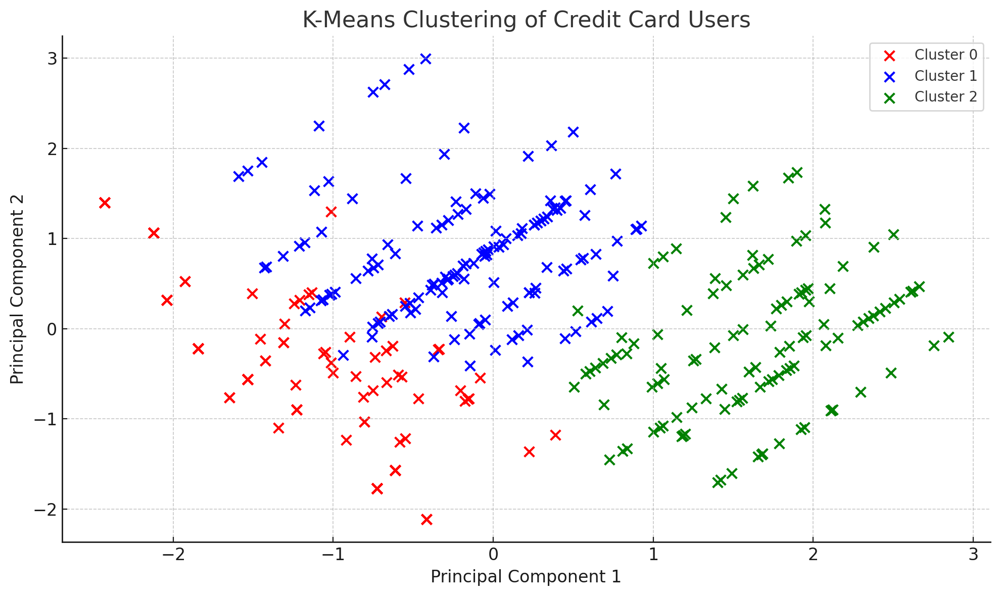 K-Means Clustering of Credit Card Users
Cluster 0
Cluster 1
Cluster 2
Principal Component 2
3
2
1
0
−1
−2
−2
−1
0
1
2
3
Principal Component 1